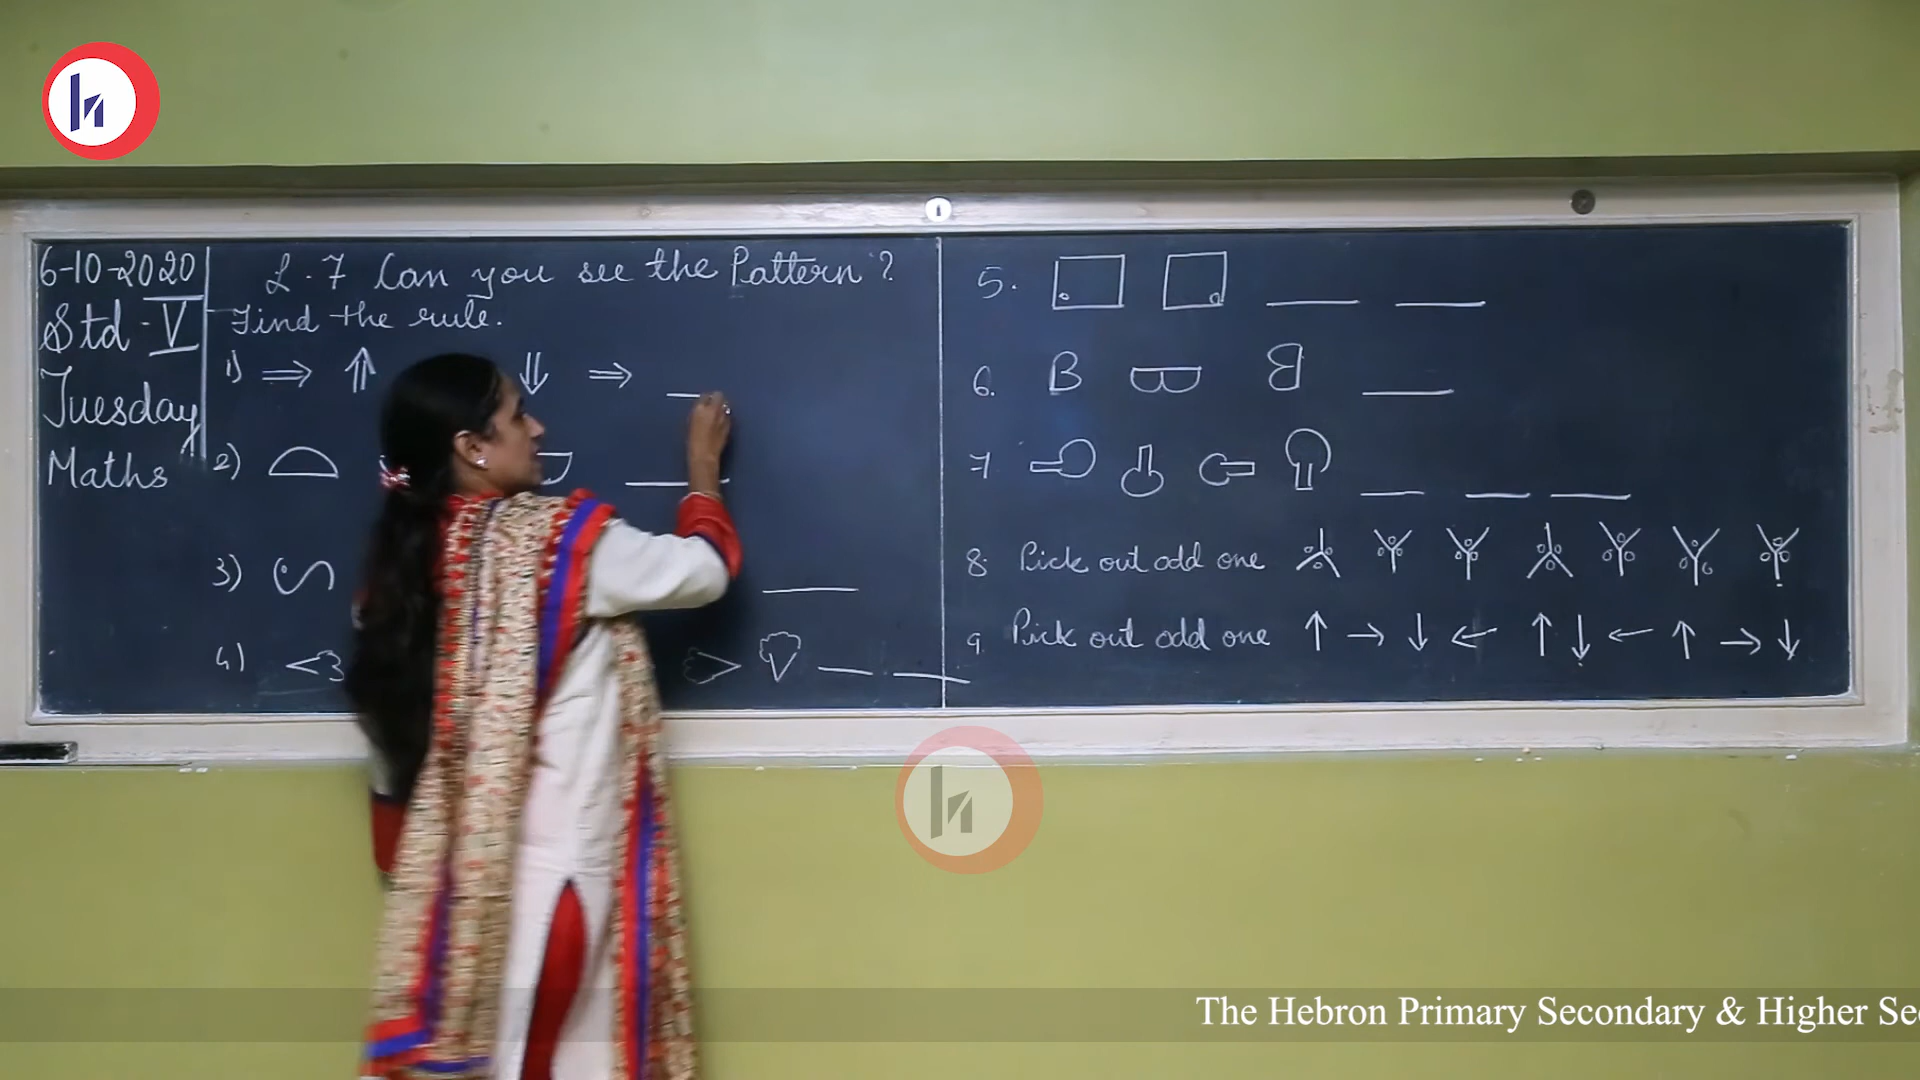 6-10-2020
Std - V
Tuesday
Maths
L.7 Can you see the Pattern?
Find the rule.
1) ⇒ ⇑ ⇓ ⇒
2)
3)
4)
5.
6. B
7
8. Pick out odd one
9. Pick out odd one ↑ → ↓ ← ↑ ↓ ← ↑ → ↓
The Hebron Primary Secondary & Higher Se